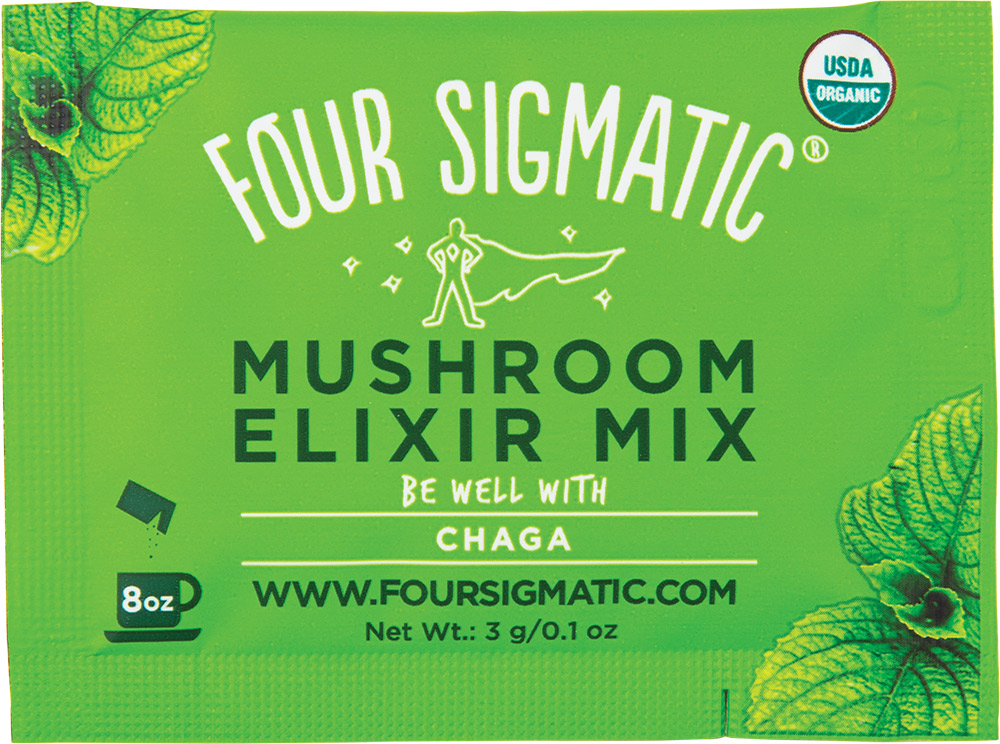 USDA
ORGANIC
FOUR SIGMATIC®
MUSHROOM
ELIXIR MIX
BE WELL WITH
CHAGA
8oz
WWW.FOURSIGMATIC.COM
Net Wt.: 3 g/0.1 oz